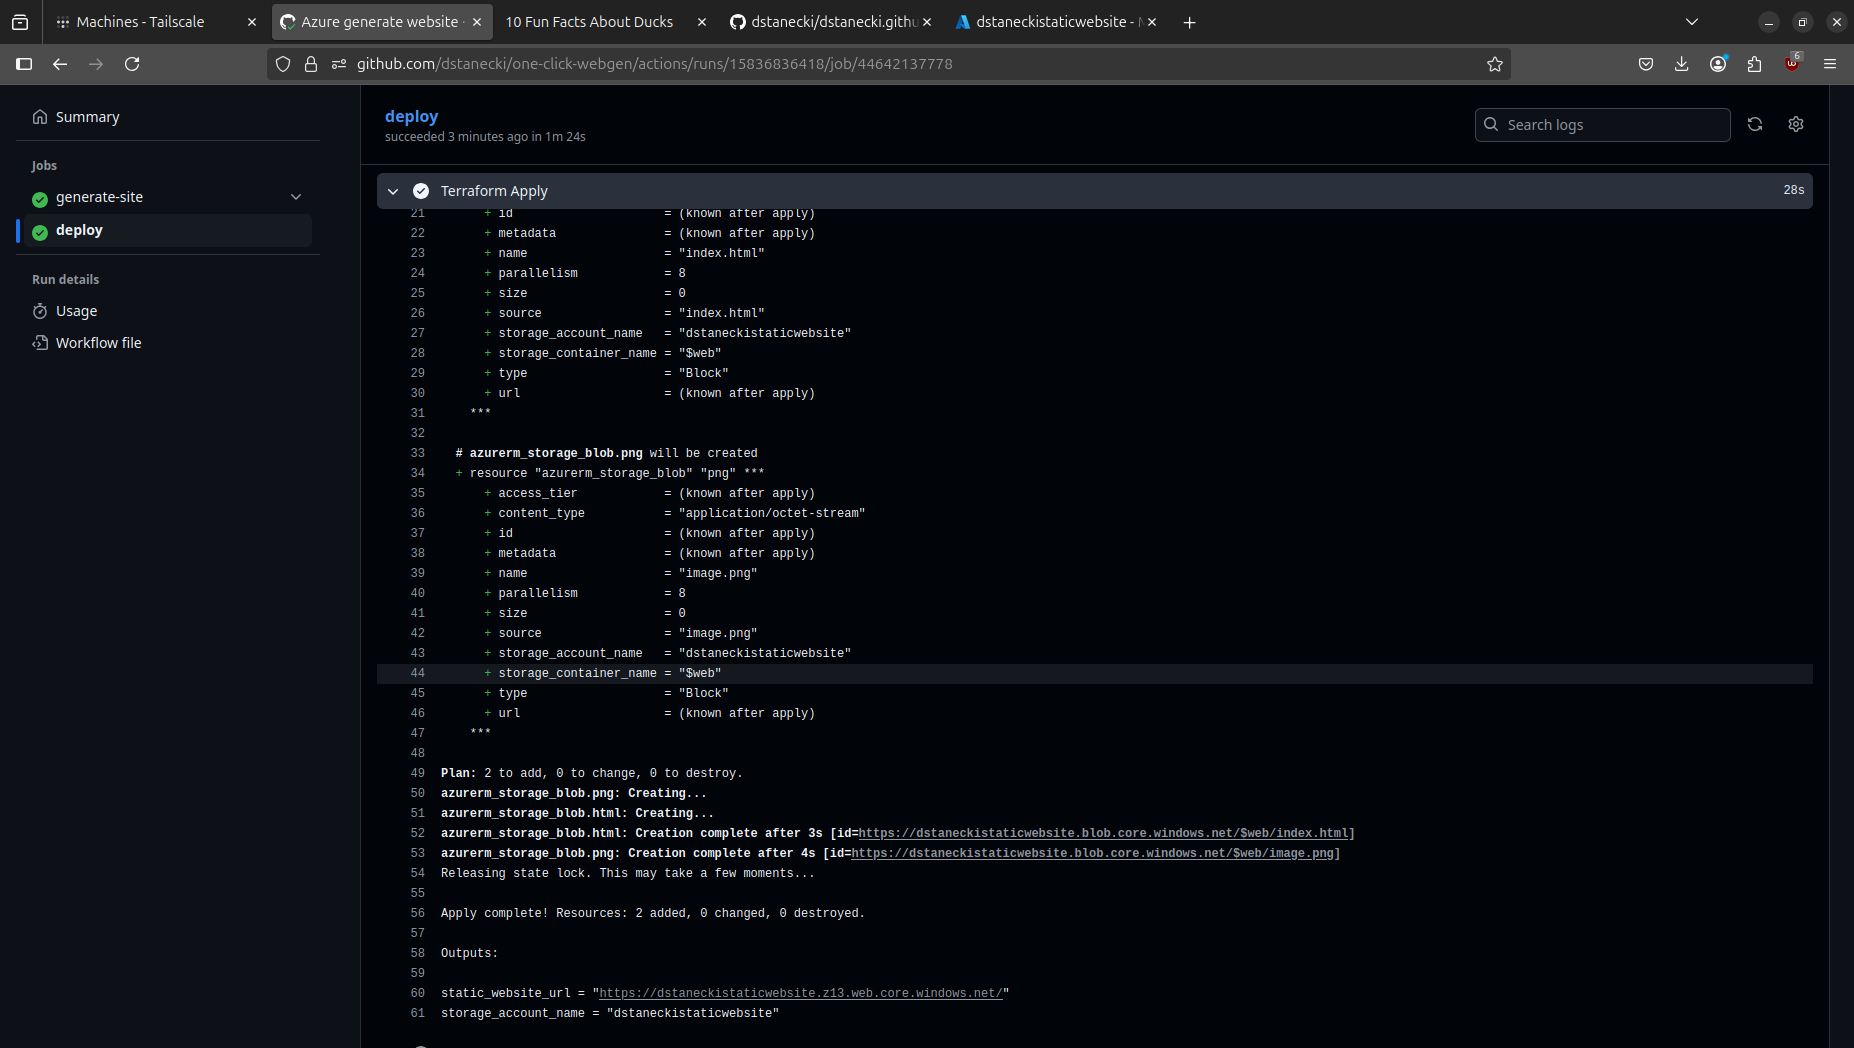 Machines - Tailscale
Azure generate website ·
10 Fun Facts About Ducks
dstanecki/dstanecki.githu
dstaneckistaticwebsite -
github.com/dstanecki/one-click-webgen/actions/runs/15836836418/job/44642137778
6
Summary
Jobs
generate-site
deploy
Run details
Usage
Workflow file
deploy
succeeded 3 minutes ago in 1m 24s
Search logs
Terraform Apply
28s
21 + id = (known after apply)
22 + metadata = (known after apply)
23 + name = "index.html"
24 + parallelism = 8
25 + size = 0
26 + source = "index.html"
27 + storage_account_name = "dstaneckistaticwebsite"
28 + storage_container_name = "$web"
29 + type = "Block"
30 + url = (known after apply)
31 ***
32
33 # azurerm_storage_blob.png will be created
34 + resource "azurerm_storage_blob" "png" ***
35 + access_tier = (known after apply)
36 + content_type = "application/octet-stream"
37 + id = (known after apply)
38 + metadata = (known after apply)
39 + name = "image.png"
40 + parallelism = 8
41 + size = 0
42 + source = "image.png"
43 + storage_account_name = "dstaneckistaticwebsite"
44 + storage_container_name = "$web"
45 + type = "Block"
46 + url = (known after apply)
47 ***
48
49 Plan: 2 to add, 0 to change, 0 to destroy.
50 azurerm_storage_blob.png: Creating...
51 azurerm_storage_blob.html: Creating...
52 azurerm_storage_blob.html: Creation complete after 3s [id=https://dstaneckistaticwebsite.blob.core.windows.net/$web/index.html]
53 azurerm_storage_blob.png: Creation complete after 4s [id=https://dstaneckistaticwebsite.blob.core.windows.net/$web/image.png]
54 Releasing state lock. This may take a few moments...
55
56 Apply complete! Resources: 2 added, 0 changed, 0 destroyed.
57
58 Outputs:
59
60 static_website_url = "https://dstaneckistaticwebsite.z13.web.core.windows.net/"
61 storage_account_name = "dstaneckistaticwebsite"